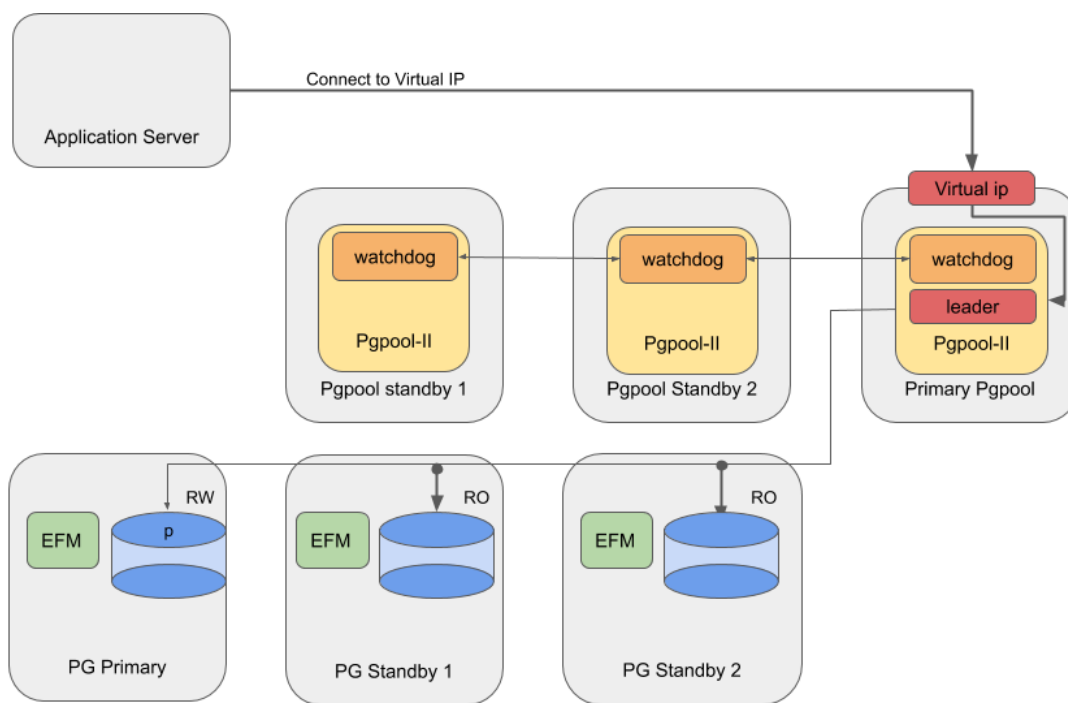 Connect to Virtual IP
Application Server
Virtual ip
watchdog
watchdog
watchdog
leader
Pgpool-II
Pgpool-II
Pgpool-II
Pgpool standby 1
Pgpool Standby 2
Primary Pgpool
RW
RO
RO
EFM
p
EFM
EFM
PG Primary
PG Standby 1
PG Standby 2